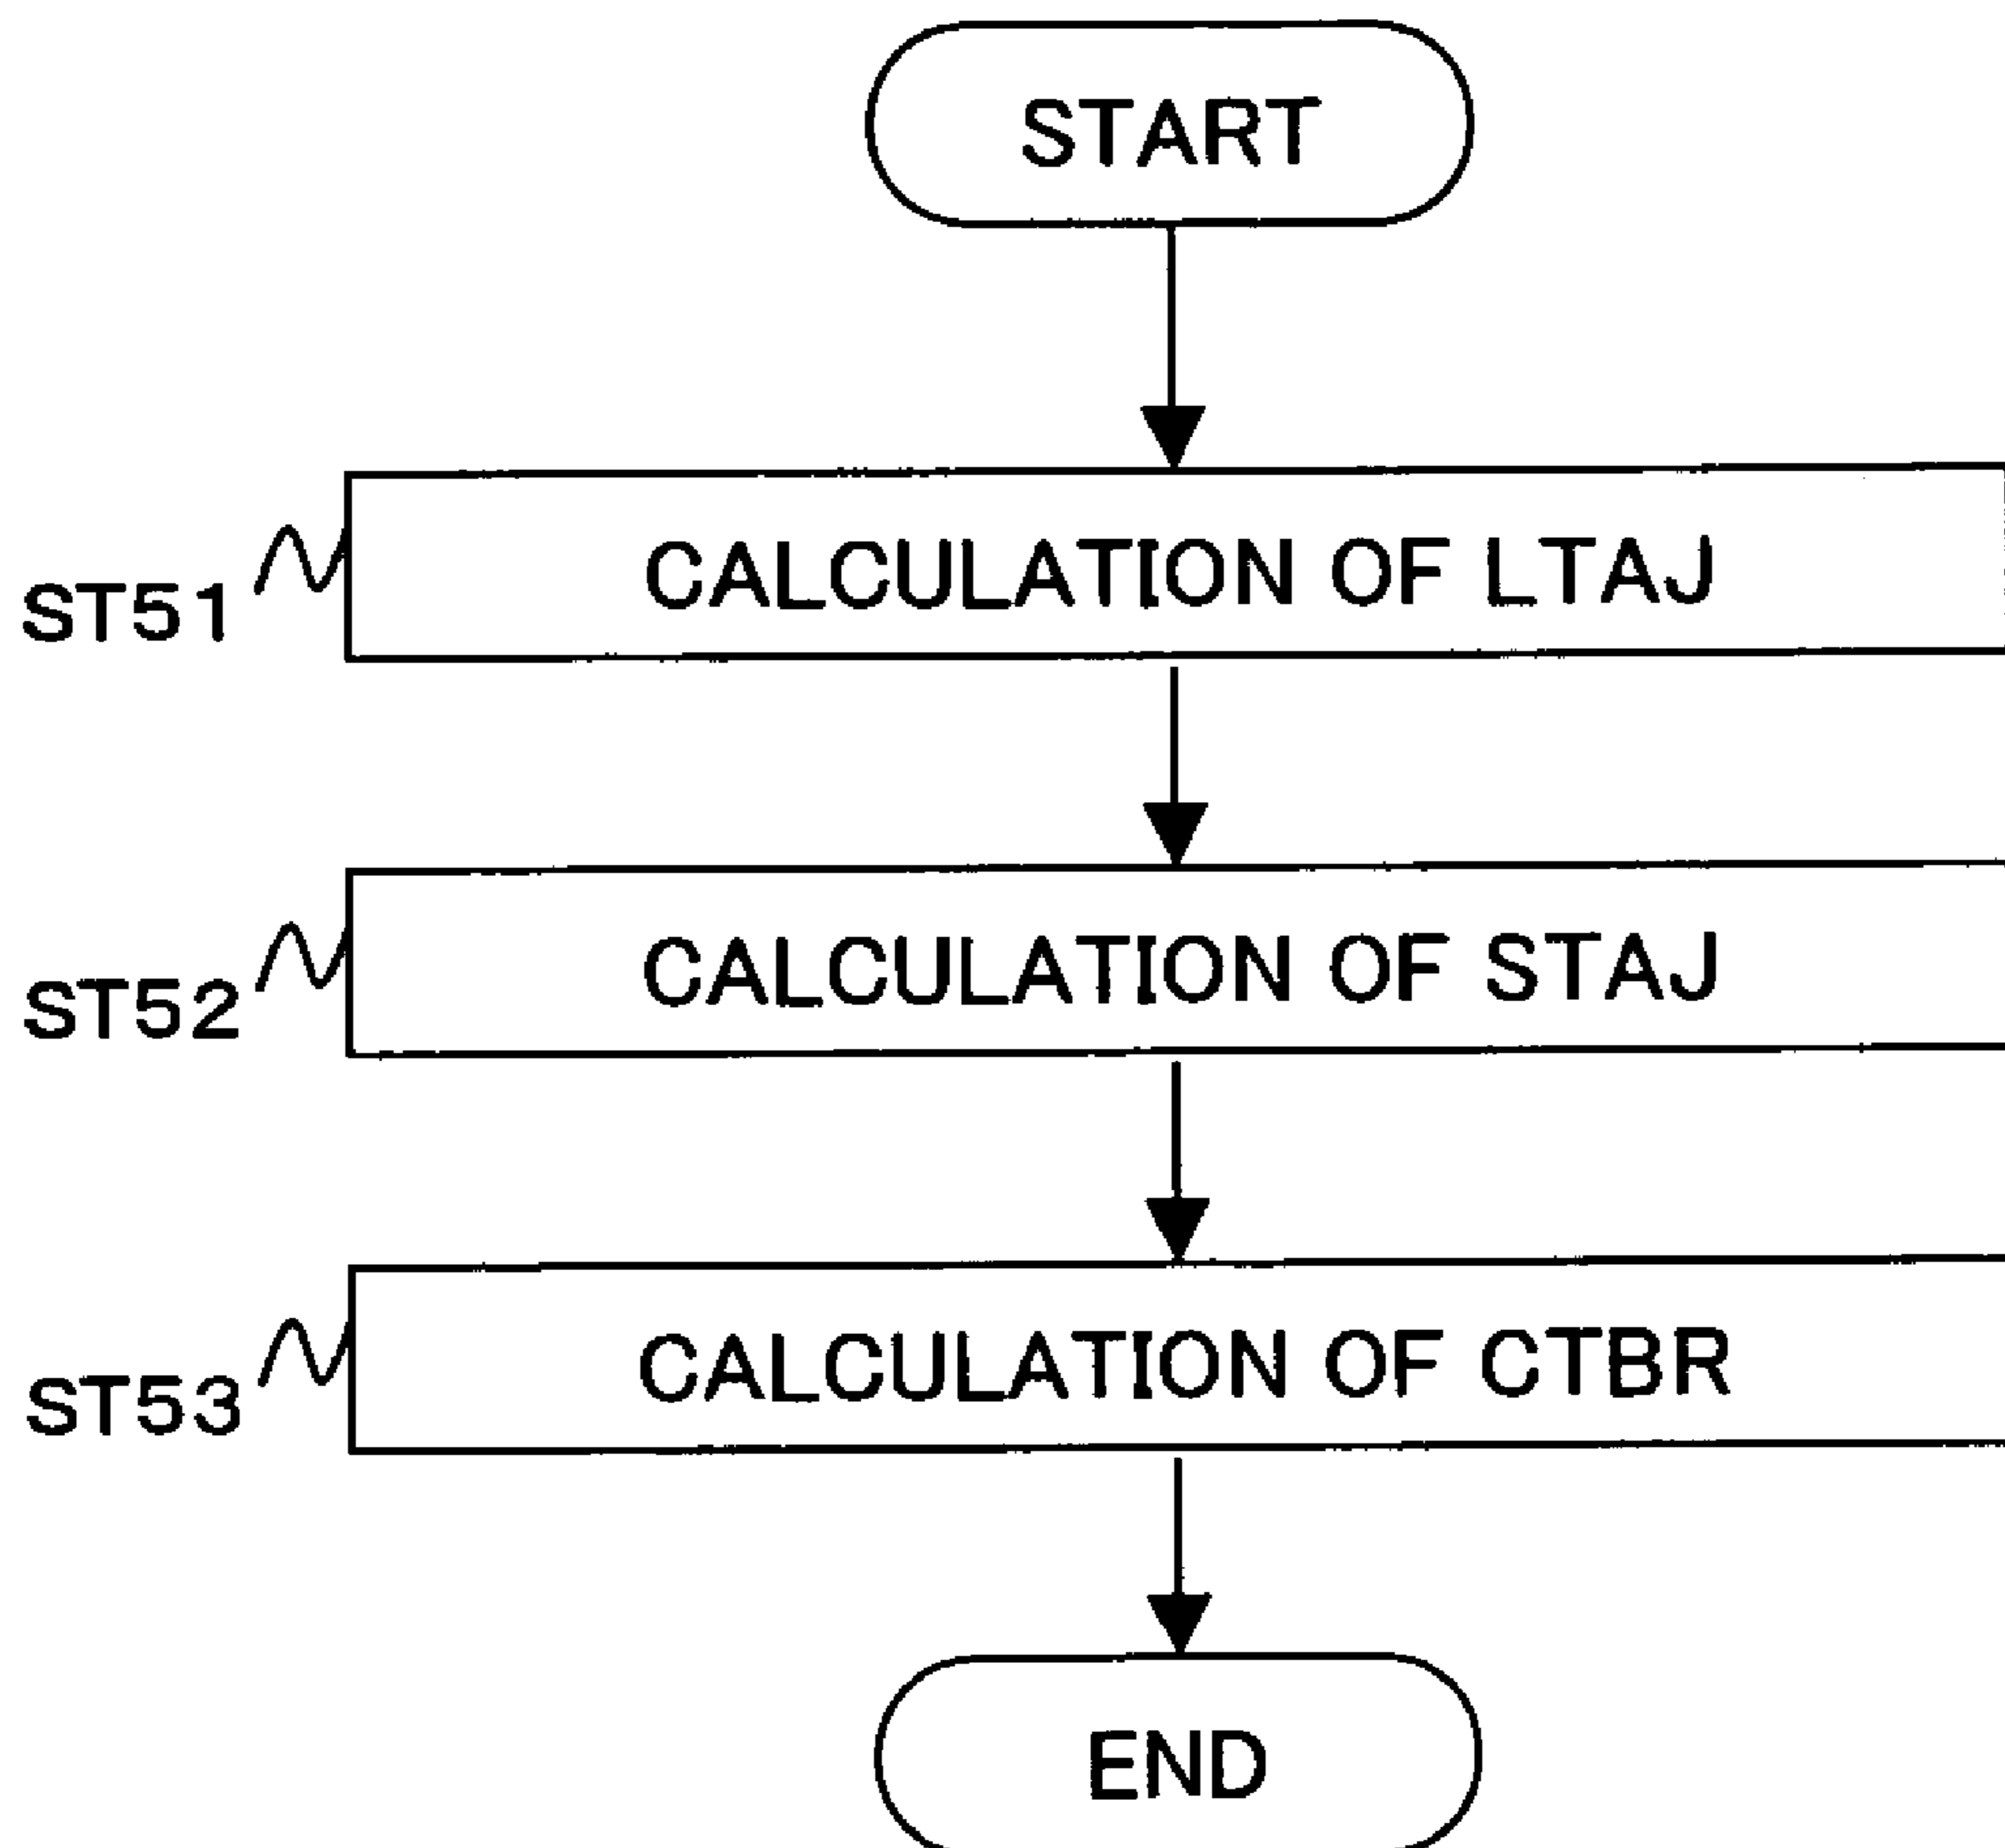 START
ST51
CALCULATION OF LTAJ
ST52
CALCULATION OF STAJ
ST53
CALCULATION OF CTBR
END